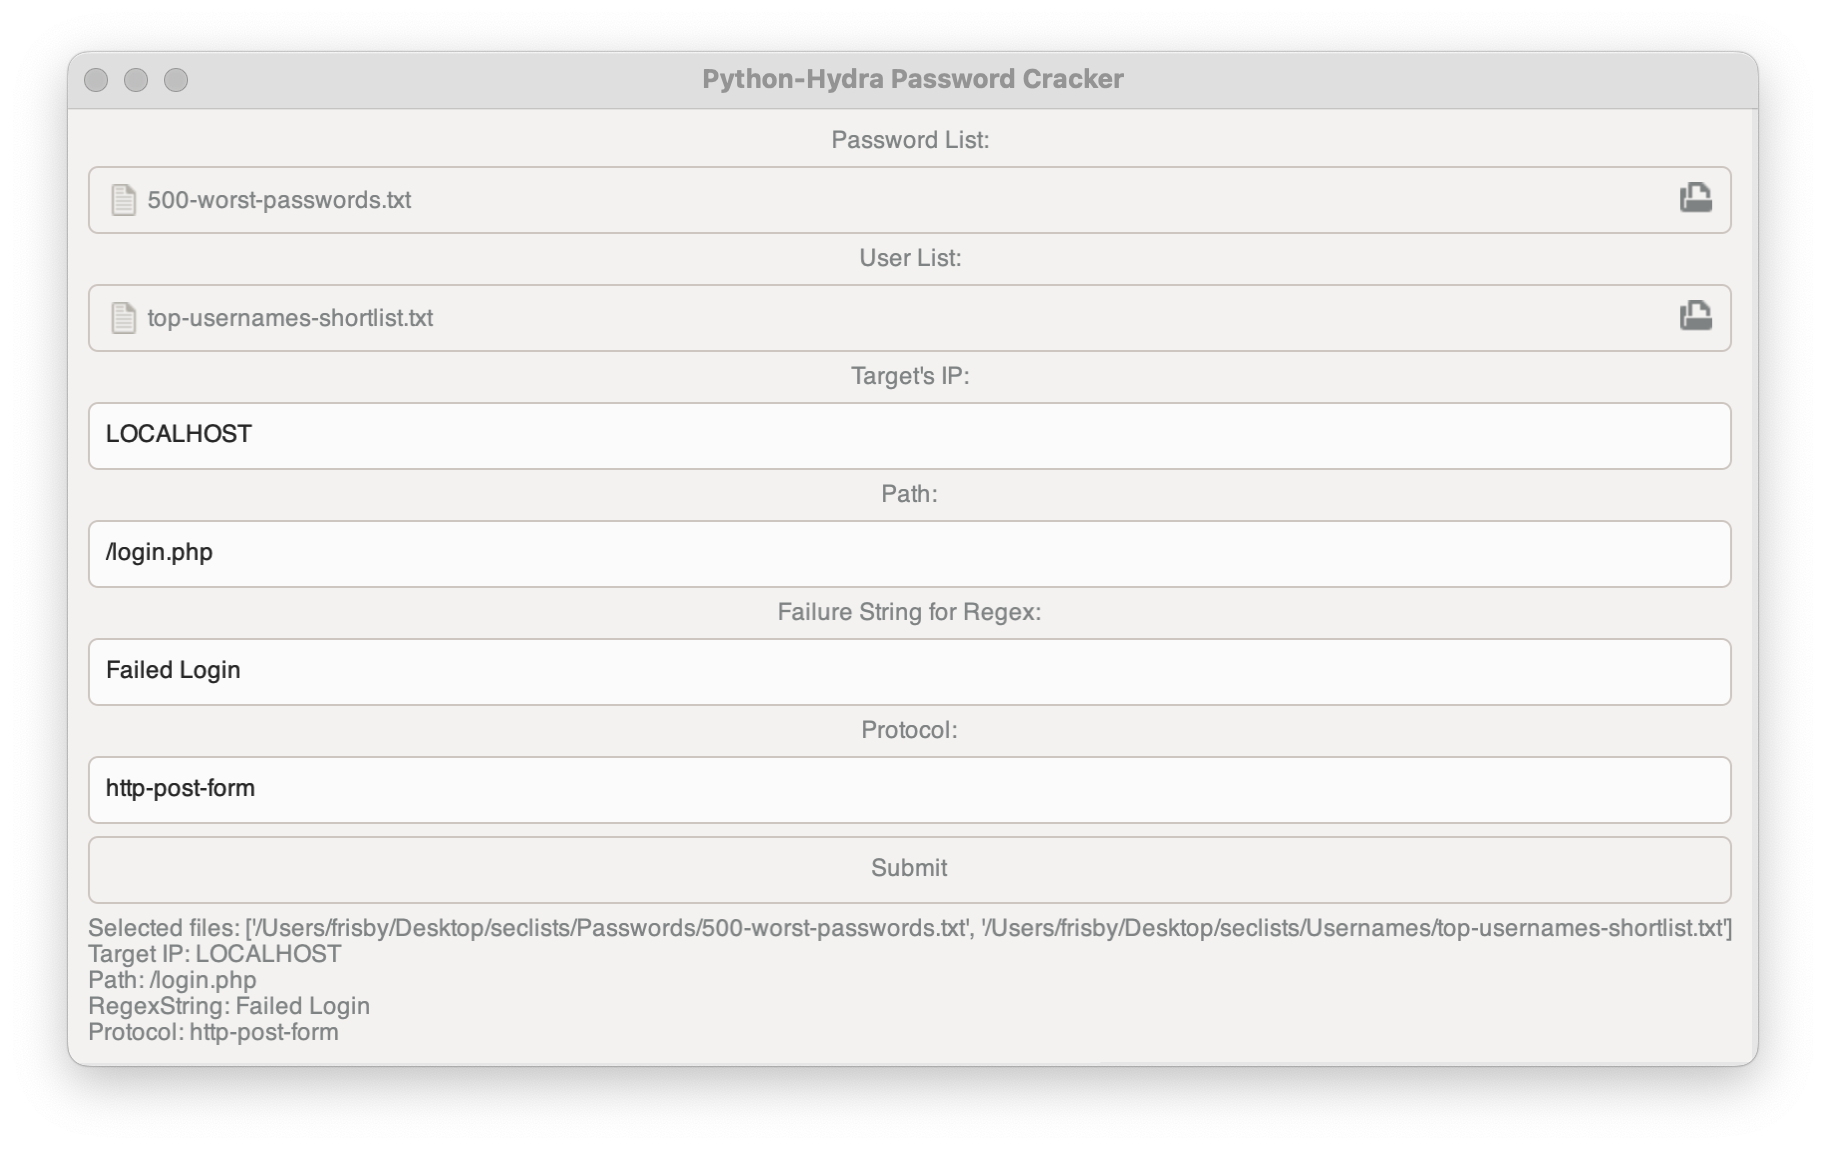 Python-Hydra Password Cracker
Password List:
500-worst-passwords.txt
User List:
top-usernames-shortlist.txt
Target's IP:
LOCALHOST
Path:
/login.php
Failure String for Regex:
Failed Login
Protocol:
http-post-form
Submit
Selected files: ['/Users/frisby/Desktop/seclists/Passwords/500-worst-passwords.txt', '/Users/frisby/Desktop/seclists/Usernames/top-usernames-shortlist.txt']
Target IP: LOCALHOST
Path: /login.php
RegexString: Failed Login
Protocol: http-post-form